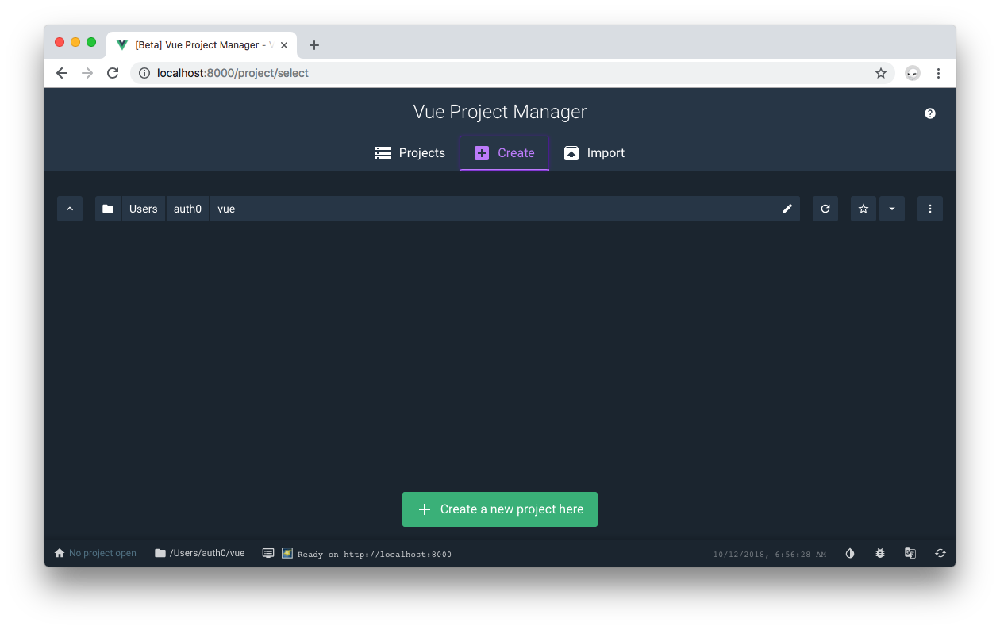 [Beta] Vue Project Manager -
localhost:8000/project/select
Vue Project Manager
Projects Create Import
Users auth0 vue
Create a new project here
No project open /Users/auth0/vue Ready on http://localhost:8000 10/12/2018, 6:56:28 AM